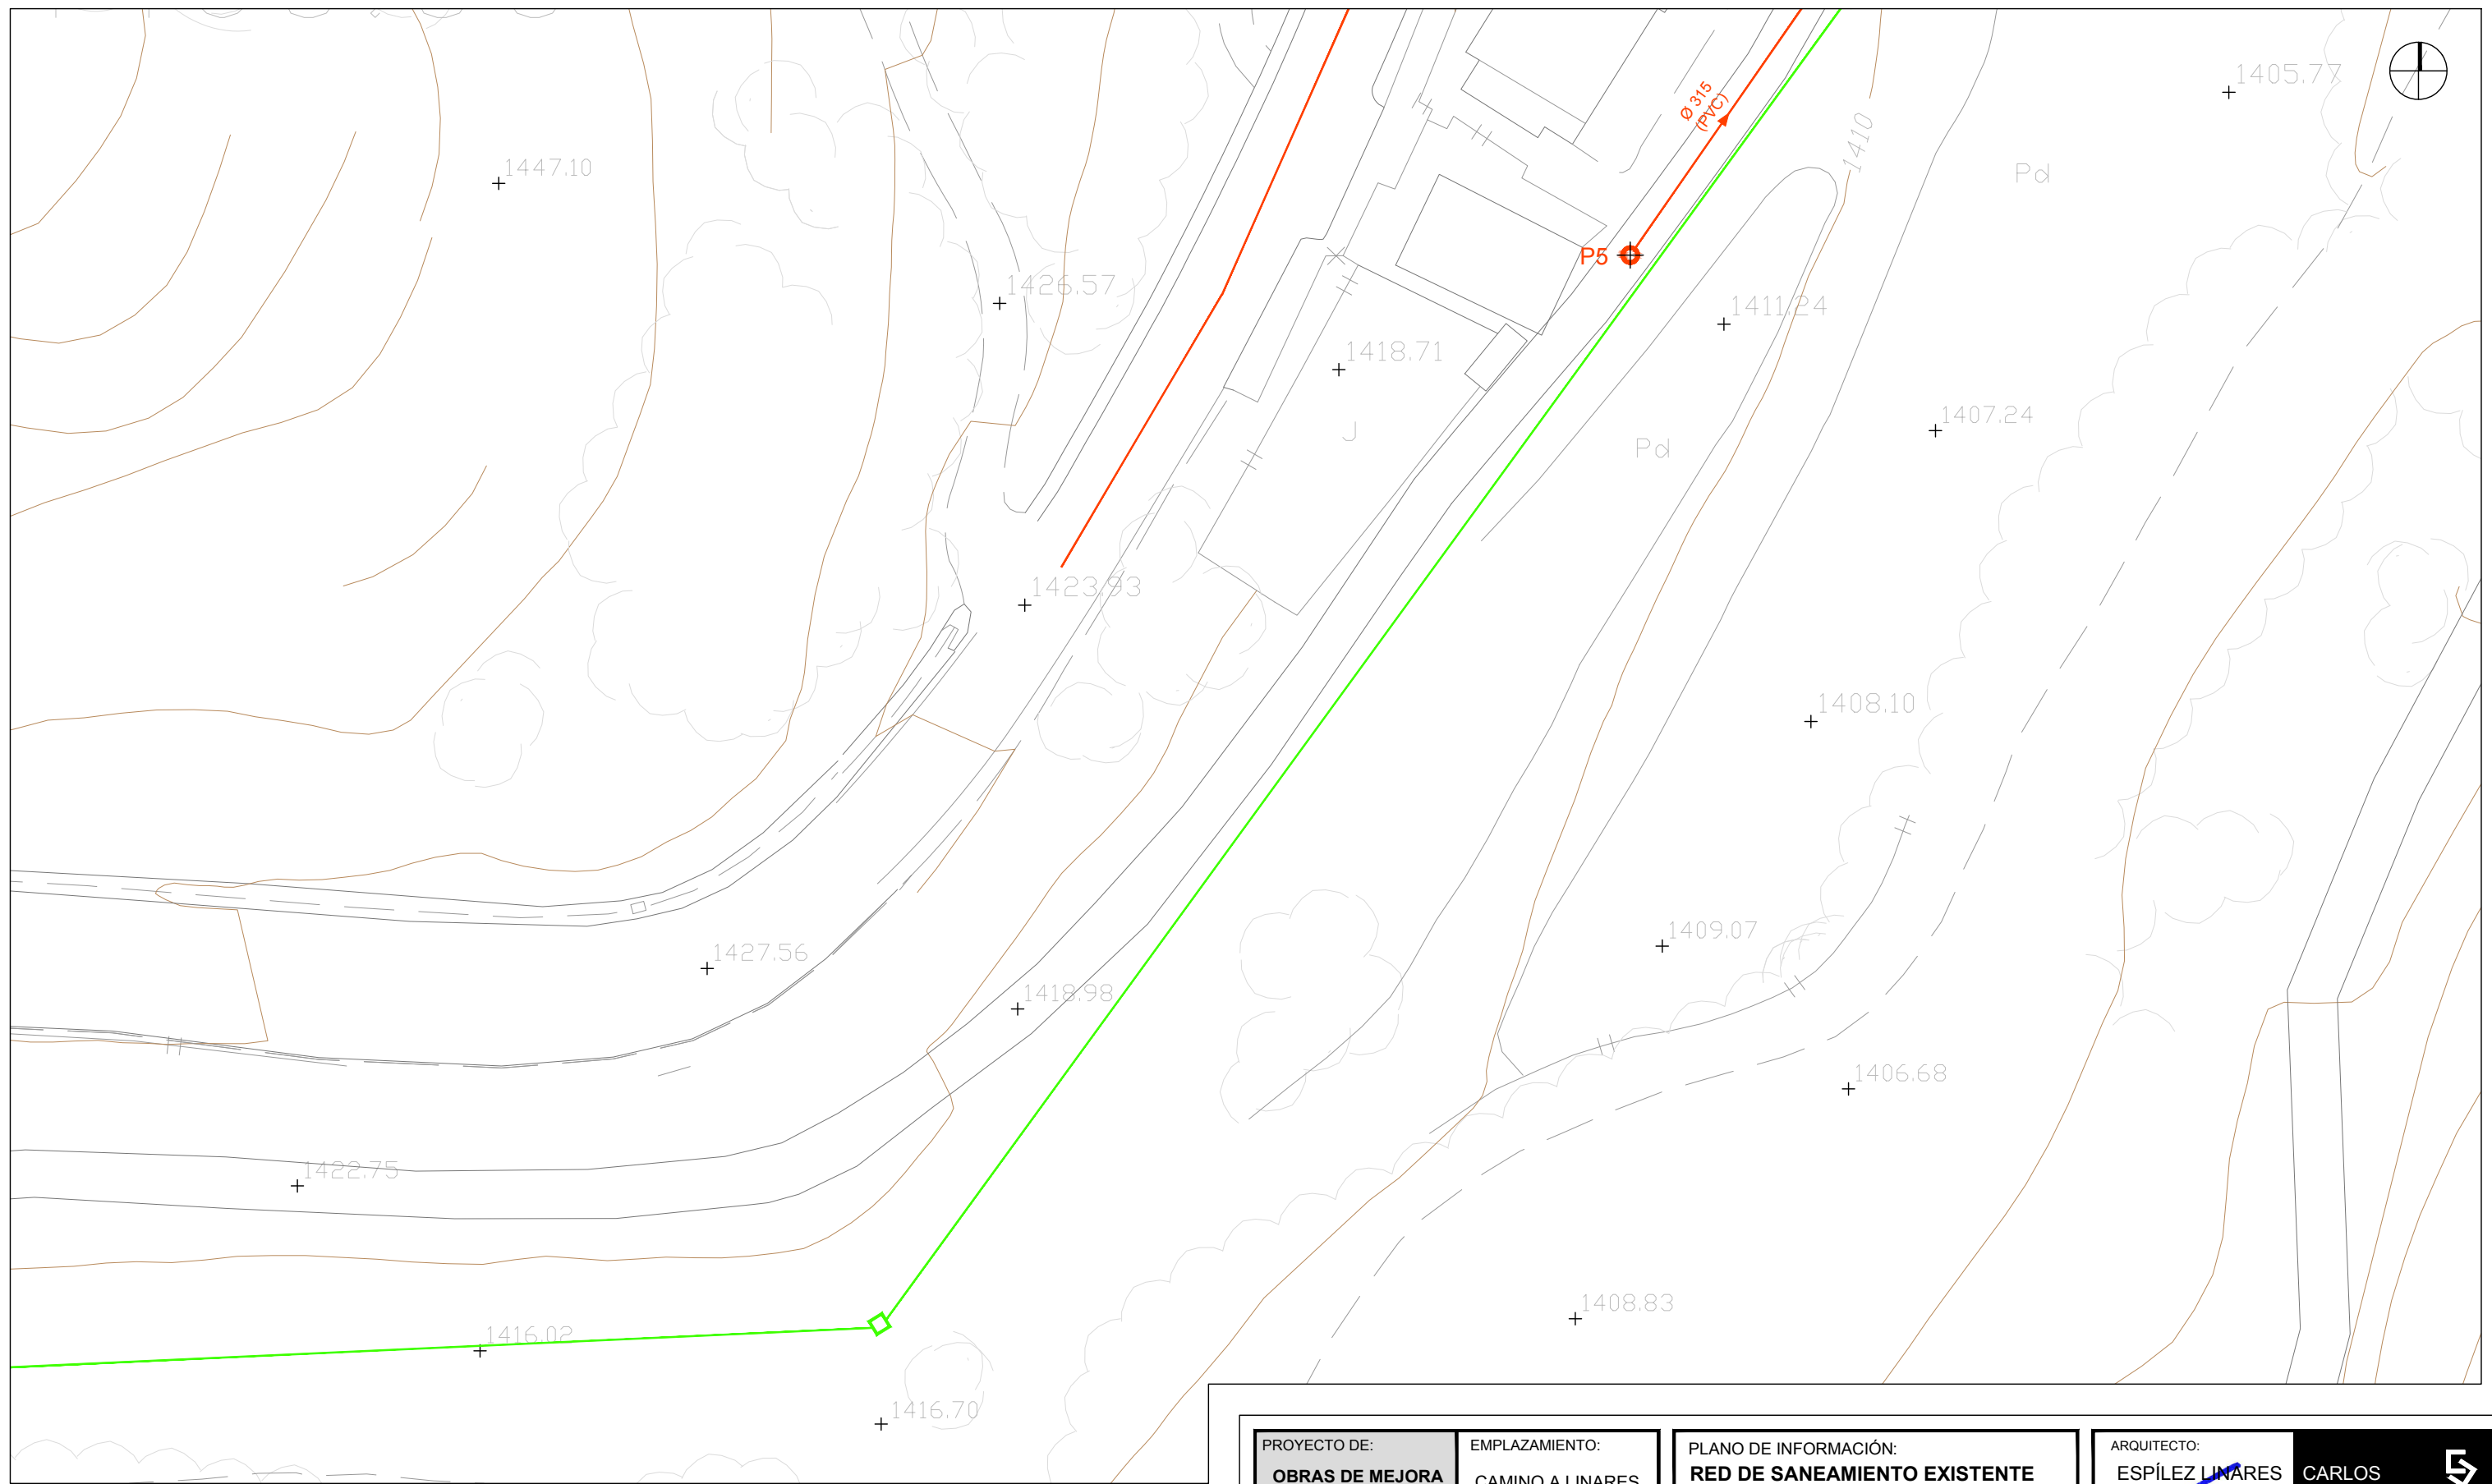 1405.77
Ø 315
(PVC)
1410
1447.10
Pd
P5
1426.57
1411.24
1418.71
1407.24
J
Pd
1423.93
1408.10
1409.07
1427.56
1418.98
1406.68
1422.75
1408.83
1416.02
1416.70
PROYECTO DE:
OBRAS DE MEJORA
EMPLAZAMIENTO:
CAMINO A LINARES
PLANO DE INFORMACIÓN:
RED DE SANEAMIENTO EXISTENTE
ARQUITECTO:
ESPÍLEZ LINARES
CARLOS